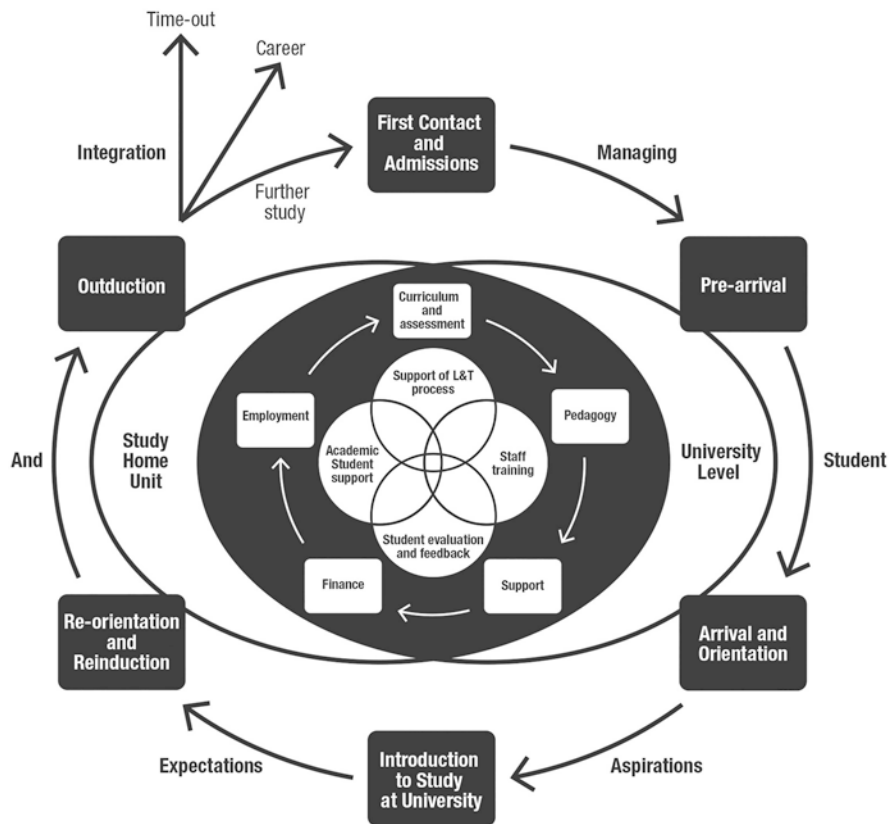 Time-out
Career
First Contact
and
Admissions
Managing
Integration
Further
study
Outduction
Pre-arrival
Curriculum
and
assessment
Support of L&T
process
Employment
Pedagogy
Study
Home
Unit
Academic
Student
support
Staff
training
University
Level
And
Student
Student evaluation
and feedback
Finance
Support
Re-orientation
and
Reinduction
Arrival and
Orientation
Expectations
Introduction
to Study
at University
Aspirations